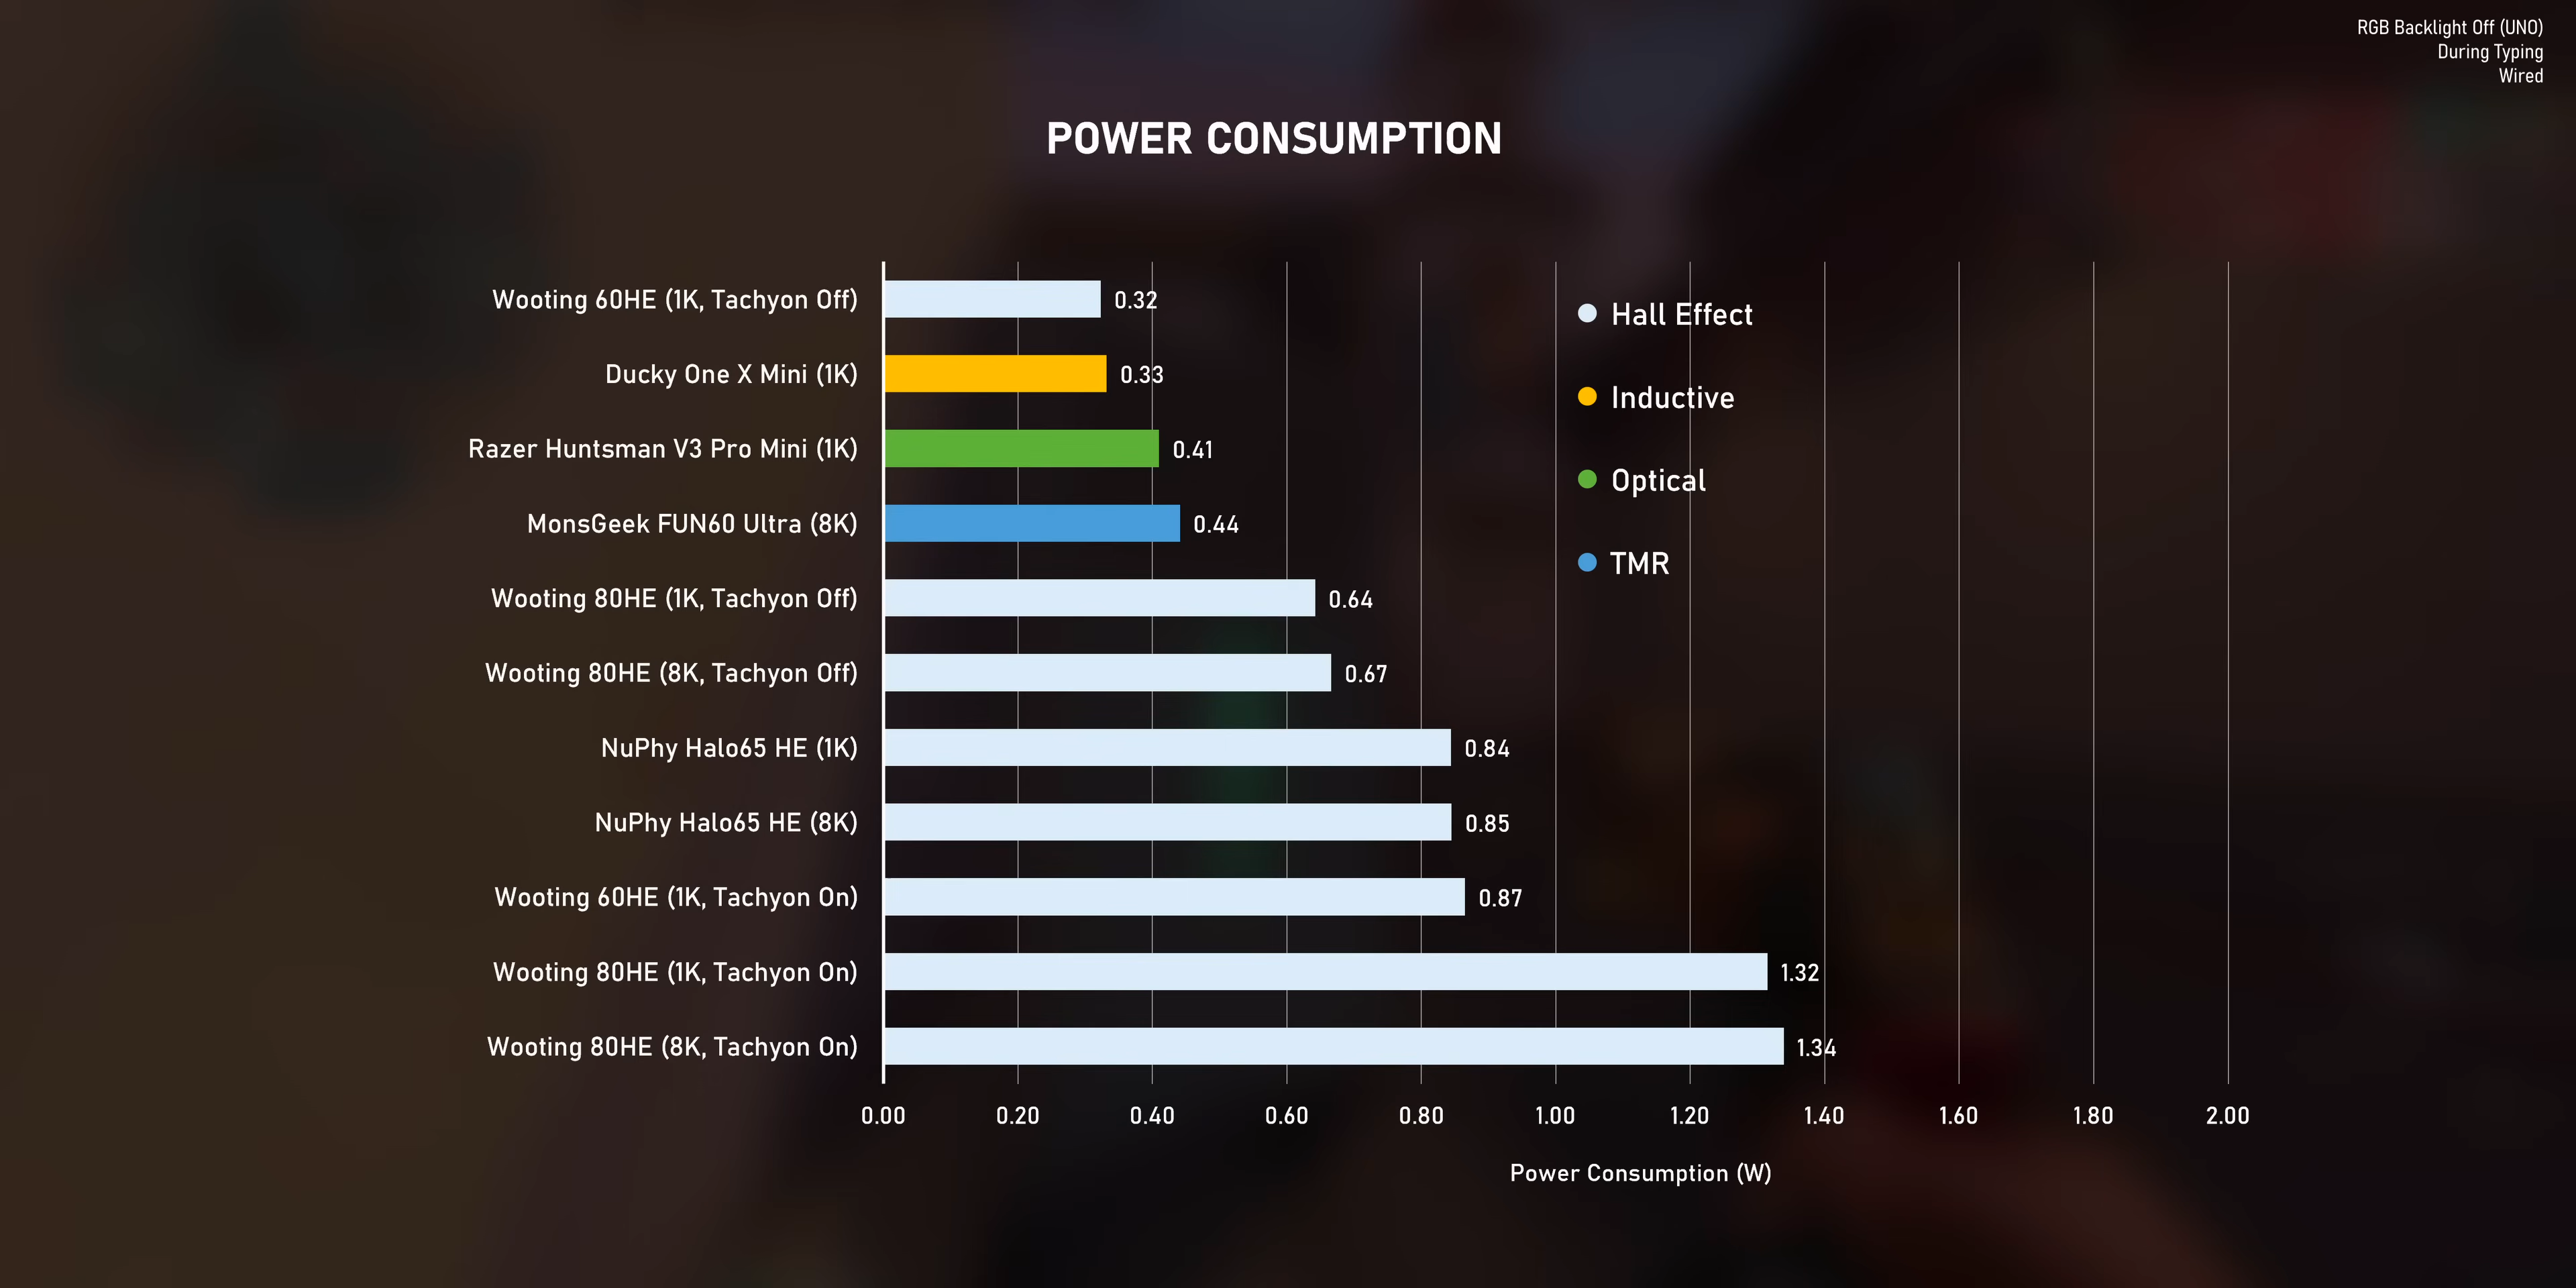 RGB Backlight Off (UNO)
During Typing
Wired
POWER CONSUMPTION
Wooting 60HE (1K, Tachyon Off) 0.32
Ducky One X Mini (1K) 0.33
Razer Huntsman V3 Pro Mini (1K) 0.41
MonsGeek FUN60 Ultra (8K) 0.44
Wooting 80HE (1K, Tachyon Off) 0.64
Wooting 80HE (8K, Tachyon Off) 0.67
NuPhy Halo65 HE (1K) 0.84
NuPhy Halo65 HE (8K) 0.85
Wooting 60HE (1K, Tachyon On) 0.87
Wooting 80HE (1K, Tachyon On) 1.32
Wooting 80HE (8K, Tachyon On) 1.34
Hall Effect
Inductive
Optical
TMR
0.00 0.20 0.40 0.60 0.80 1.00 1.20 1.40 1.60 1.80 2.00
Power Consumption (W)